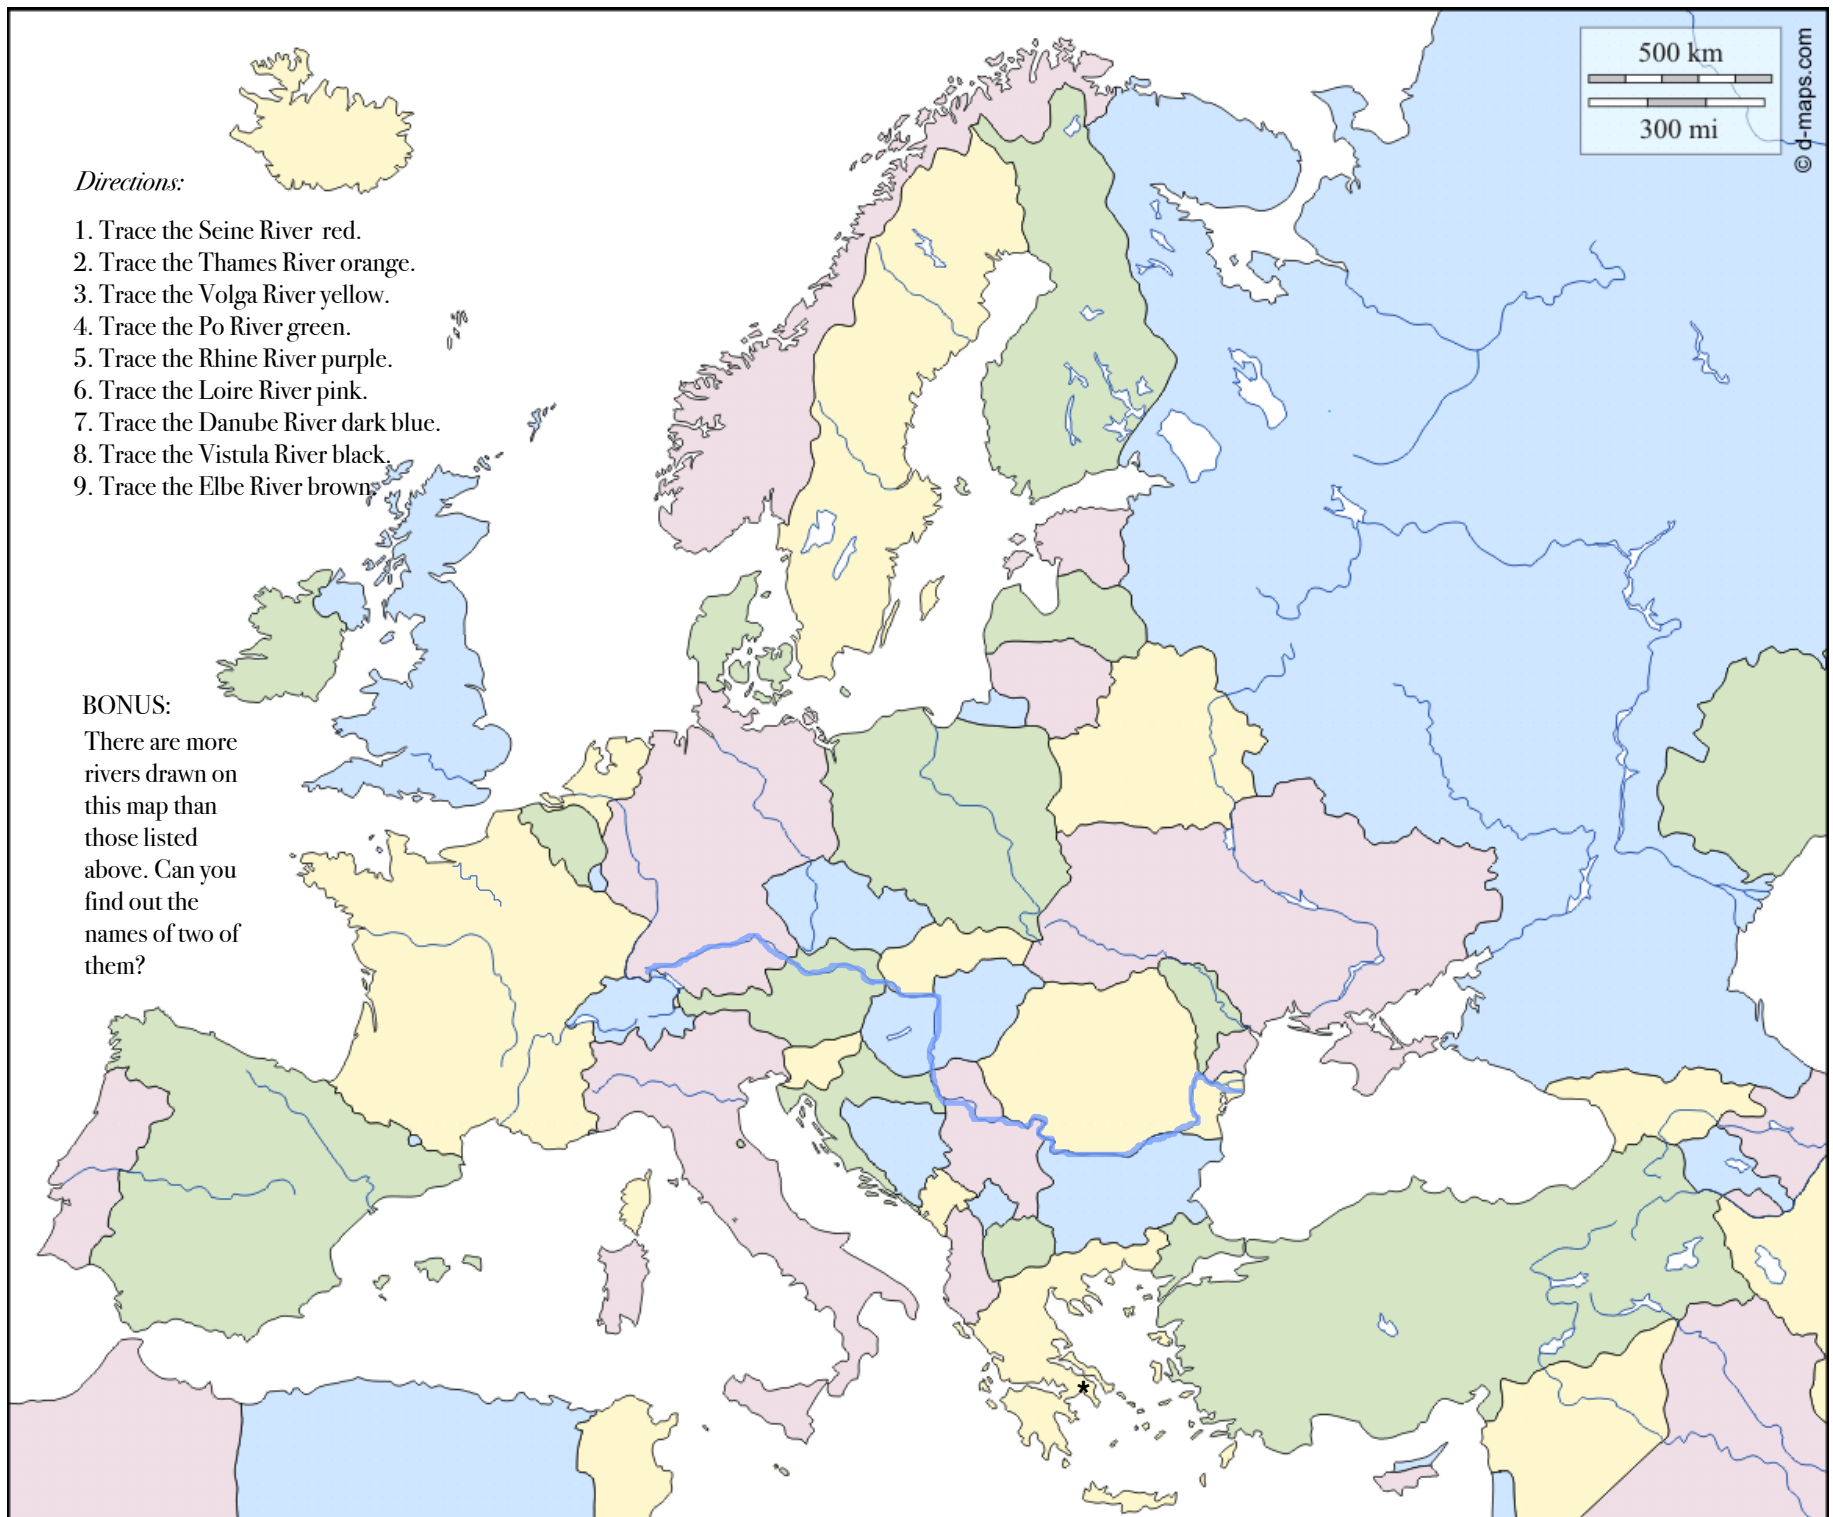 500 km
300 mi
© d-maps.com
Directions:
1. Trace the Seine River  red.
2. Trace the Thames River orange.
3. Trace the Volga River yellow.
4. Trace the Po River green.
5. Trace the Rhine River purple.
6. Trace the Loire River pink.
7. Trace the Danube River dark blue.
8. Trace the Vistula River black.
9. Trace the Elbe River brown.
BONUS:
There are more
rivers drawn on
this map than
those listed
above. Can you
find out the
names of two of
them?
*